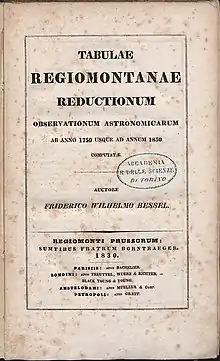 TABULAE
REGIOMONTANAE
REDUCTIONUM
OBSERVATIONUM ASTRONOMICARUM
AB ANNO 1750 USQUE AD ANNUM 1850
COMPUTATÆ.
ACCADEMIA
R. DELLE SCIENZE
DI TORINO
AUCTORE
FRIDERICO WILHELMO BESSEL.
REGIOMONTI PRUSSORUM:
SUMTIBUS FRATRUM BORNTRAEGER.
1830.
PARISIIS: APUD BACHELIER.
LONDINI: APUD TREUTTEL, WURTZ & RICHTER.
BLACK YOUNG & YOUNG.
AMSTELODAMI: APUD MÜLLER & COMP.
PETROPOLI: APUD GRAEFF.